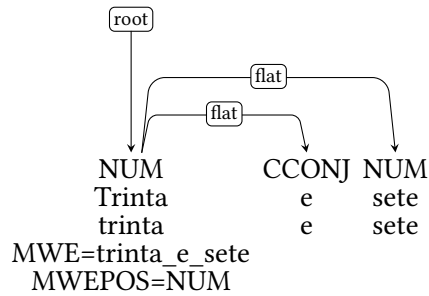 root
flat
flat
NUM CCONJ NUM
Trinta e sete
trinta e sete
MWE=trinta_e_sete
MWEPOS=NUM